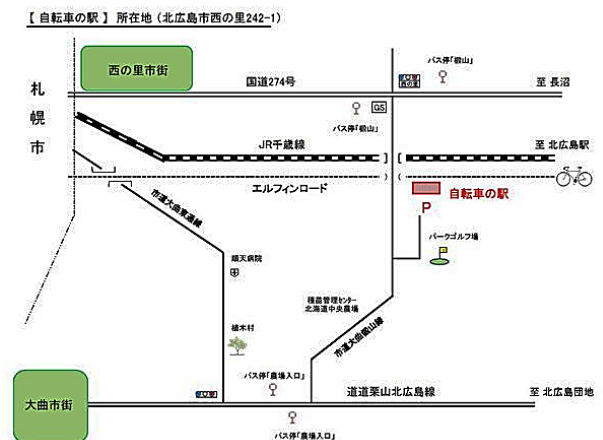 【 自転車の駅 】 所在地 （北広島市西の里242-1）
バス停「椴山」
西の里市街
西の里
国道274号
至 長沼
札幌市
GS
バス停「椴山」
JR千歳線
至 北広島駅
エルフィンロード
自転車の駅
P
市道大曲東通線
パークゴルフ場
順天病院
種苗管理センター
北海道中央農場
植木村
市道大曲椴山線
バス停「農場入口」
道道栗山北広島線
至 北広島団地
大曲市街
バス停「農場入口」